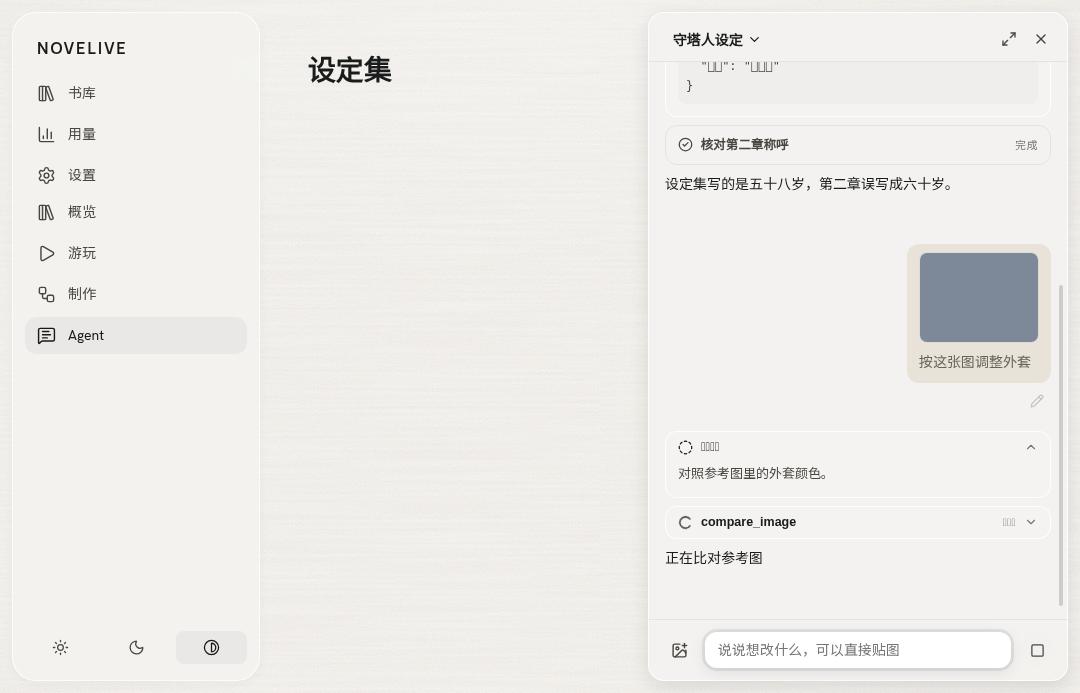 NOVELIVE
书库
用量
设置
概览
游玩
制作
Agent
设定集
守塔人设定
}
核对第二章称呼
完成
设定集写的是五十八岁，第二章误写成六十岁。
按这张图调整外套
对照参考图里的外套颜色。
compare_image
正在比对参考图
说说想改什么，可以直接贴图